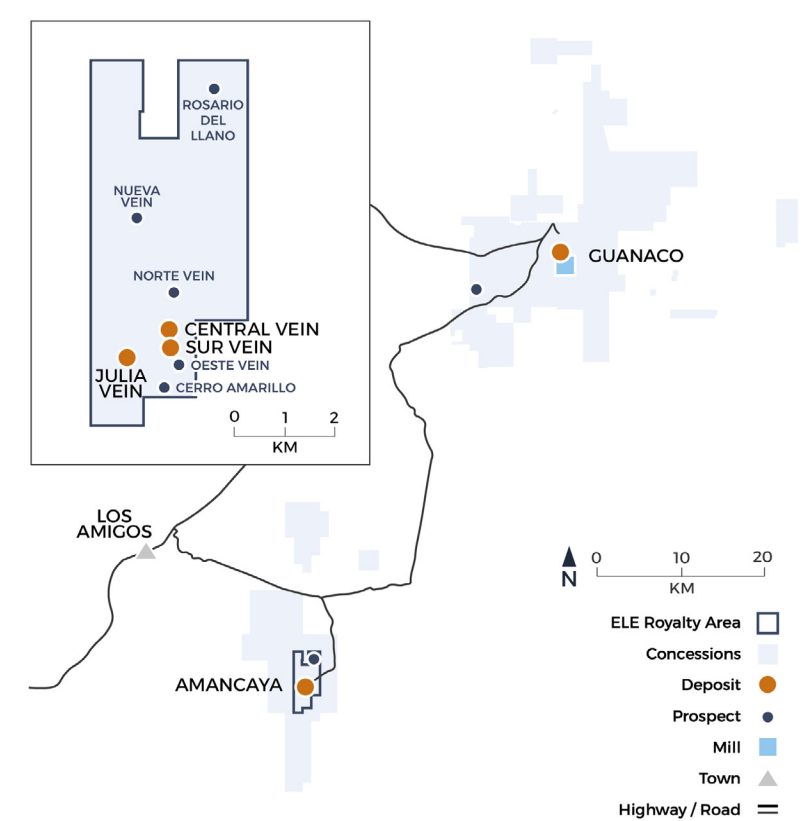 ROSARIO
DEL
LLANO
NUEVA
VEIN
NORTE VEIN
CENTRAL VEIN
SUR VEIN
OESTE VEIN
JULIA
VEIN
CERRO AMARILLO
0 1 2
KM
GUANACO
LOS
AMIGOS
AMANCAYA
N
0 10 20
KM
ELE Royalty Area
Concessions
Deposit
Prospect
Mill
Town
Highway / Road